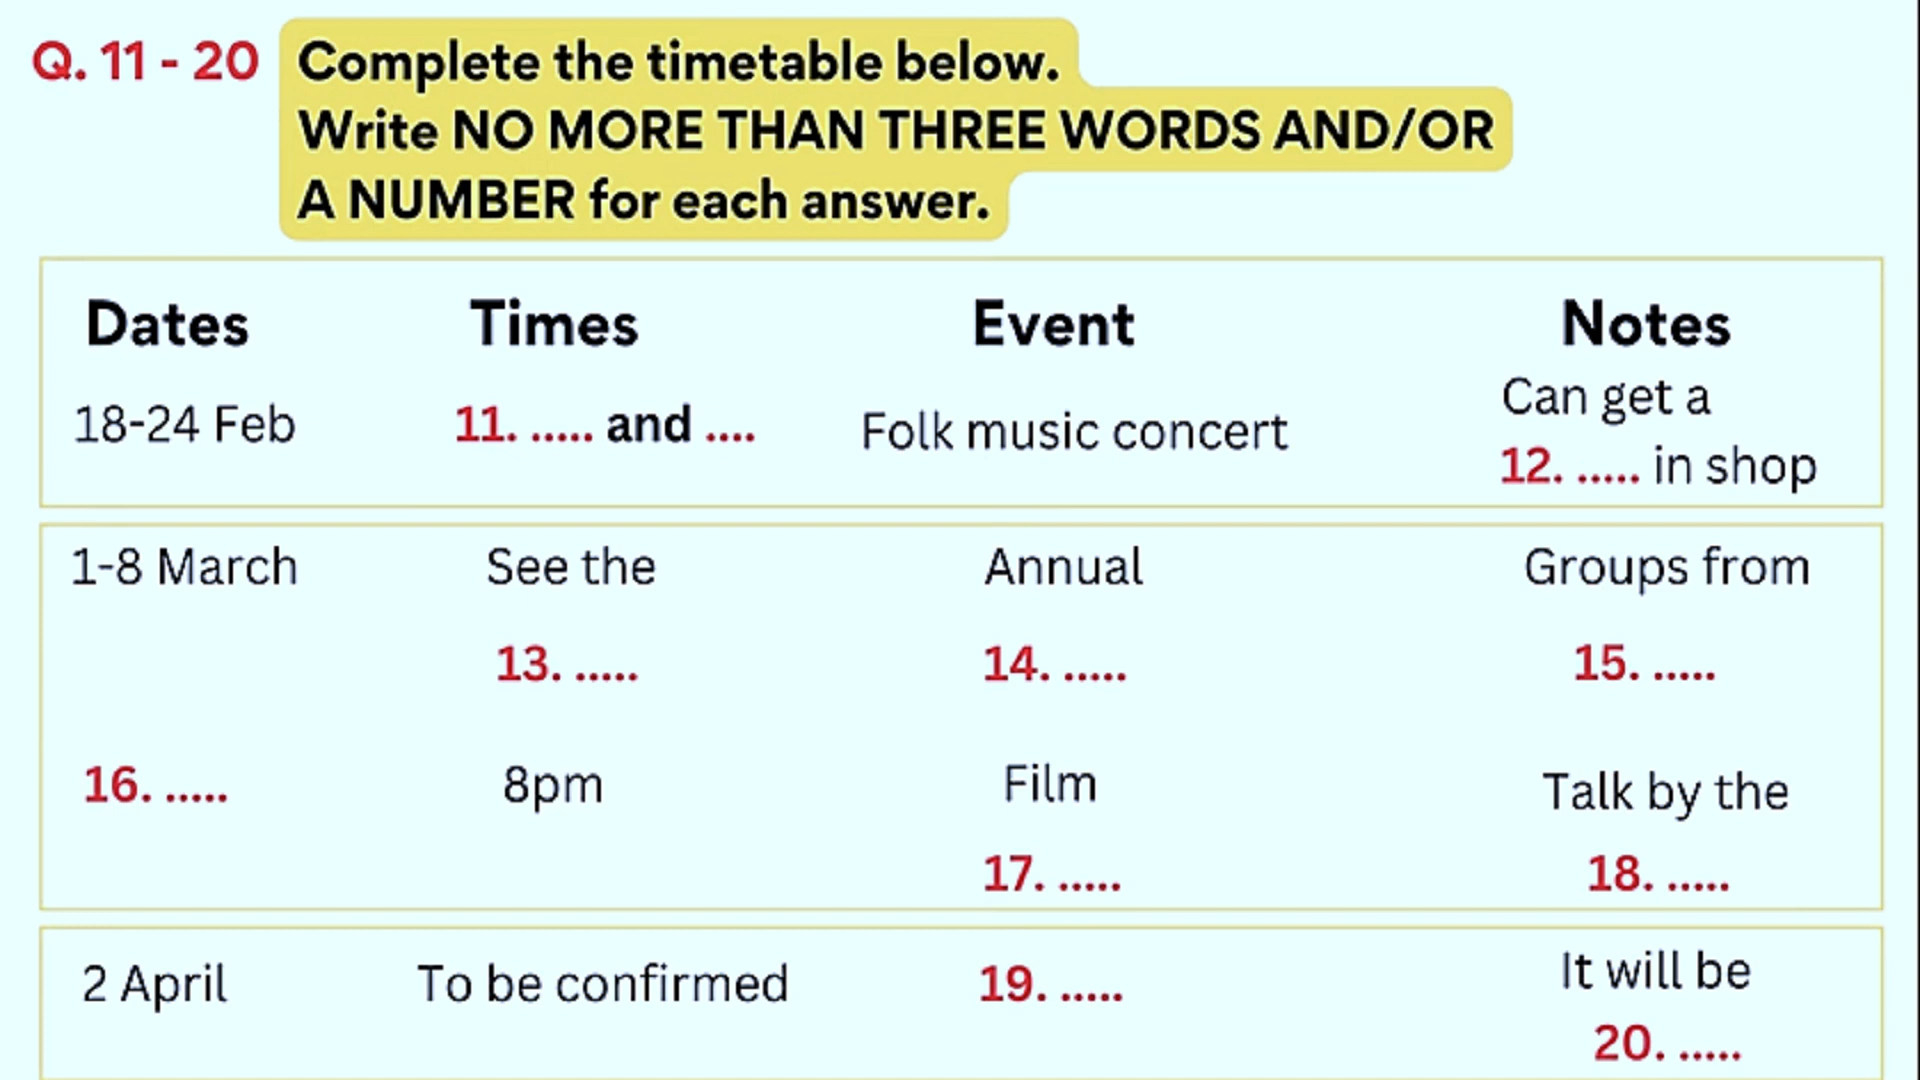 Q. 11 - 20
Complete the timetable below.
Write NO MORE THAN THREE WORDS AND/OR
A NUMBER for each answer.
Dates Times Event Notes
18-24 Feb 11. ..... and .... Folk music concert Can get a
12. ..... in shop
1-8 March See the Annual Groups from
13. ..... 14. ..... 15. .....
16. ..... 8pm Film Talk by the
17. ..... 18. .....
2 April To be confirmed 19. ..... It will be
20. .....